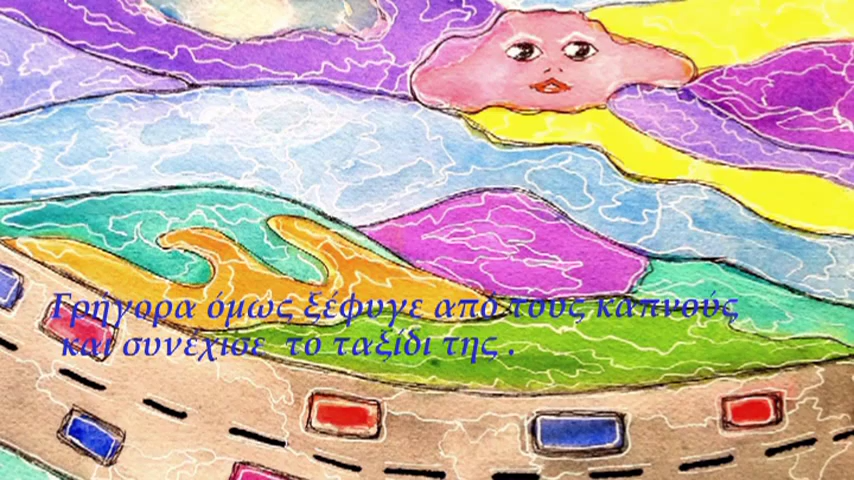 Γρήγορα όμως ξέφυγε από τους καπνούς
και συνέχισε το ταξίδι της .